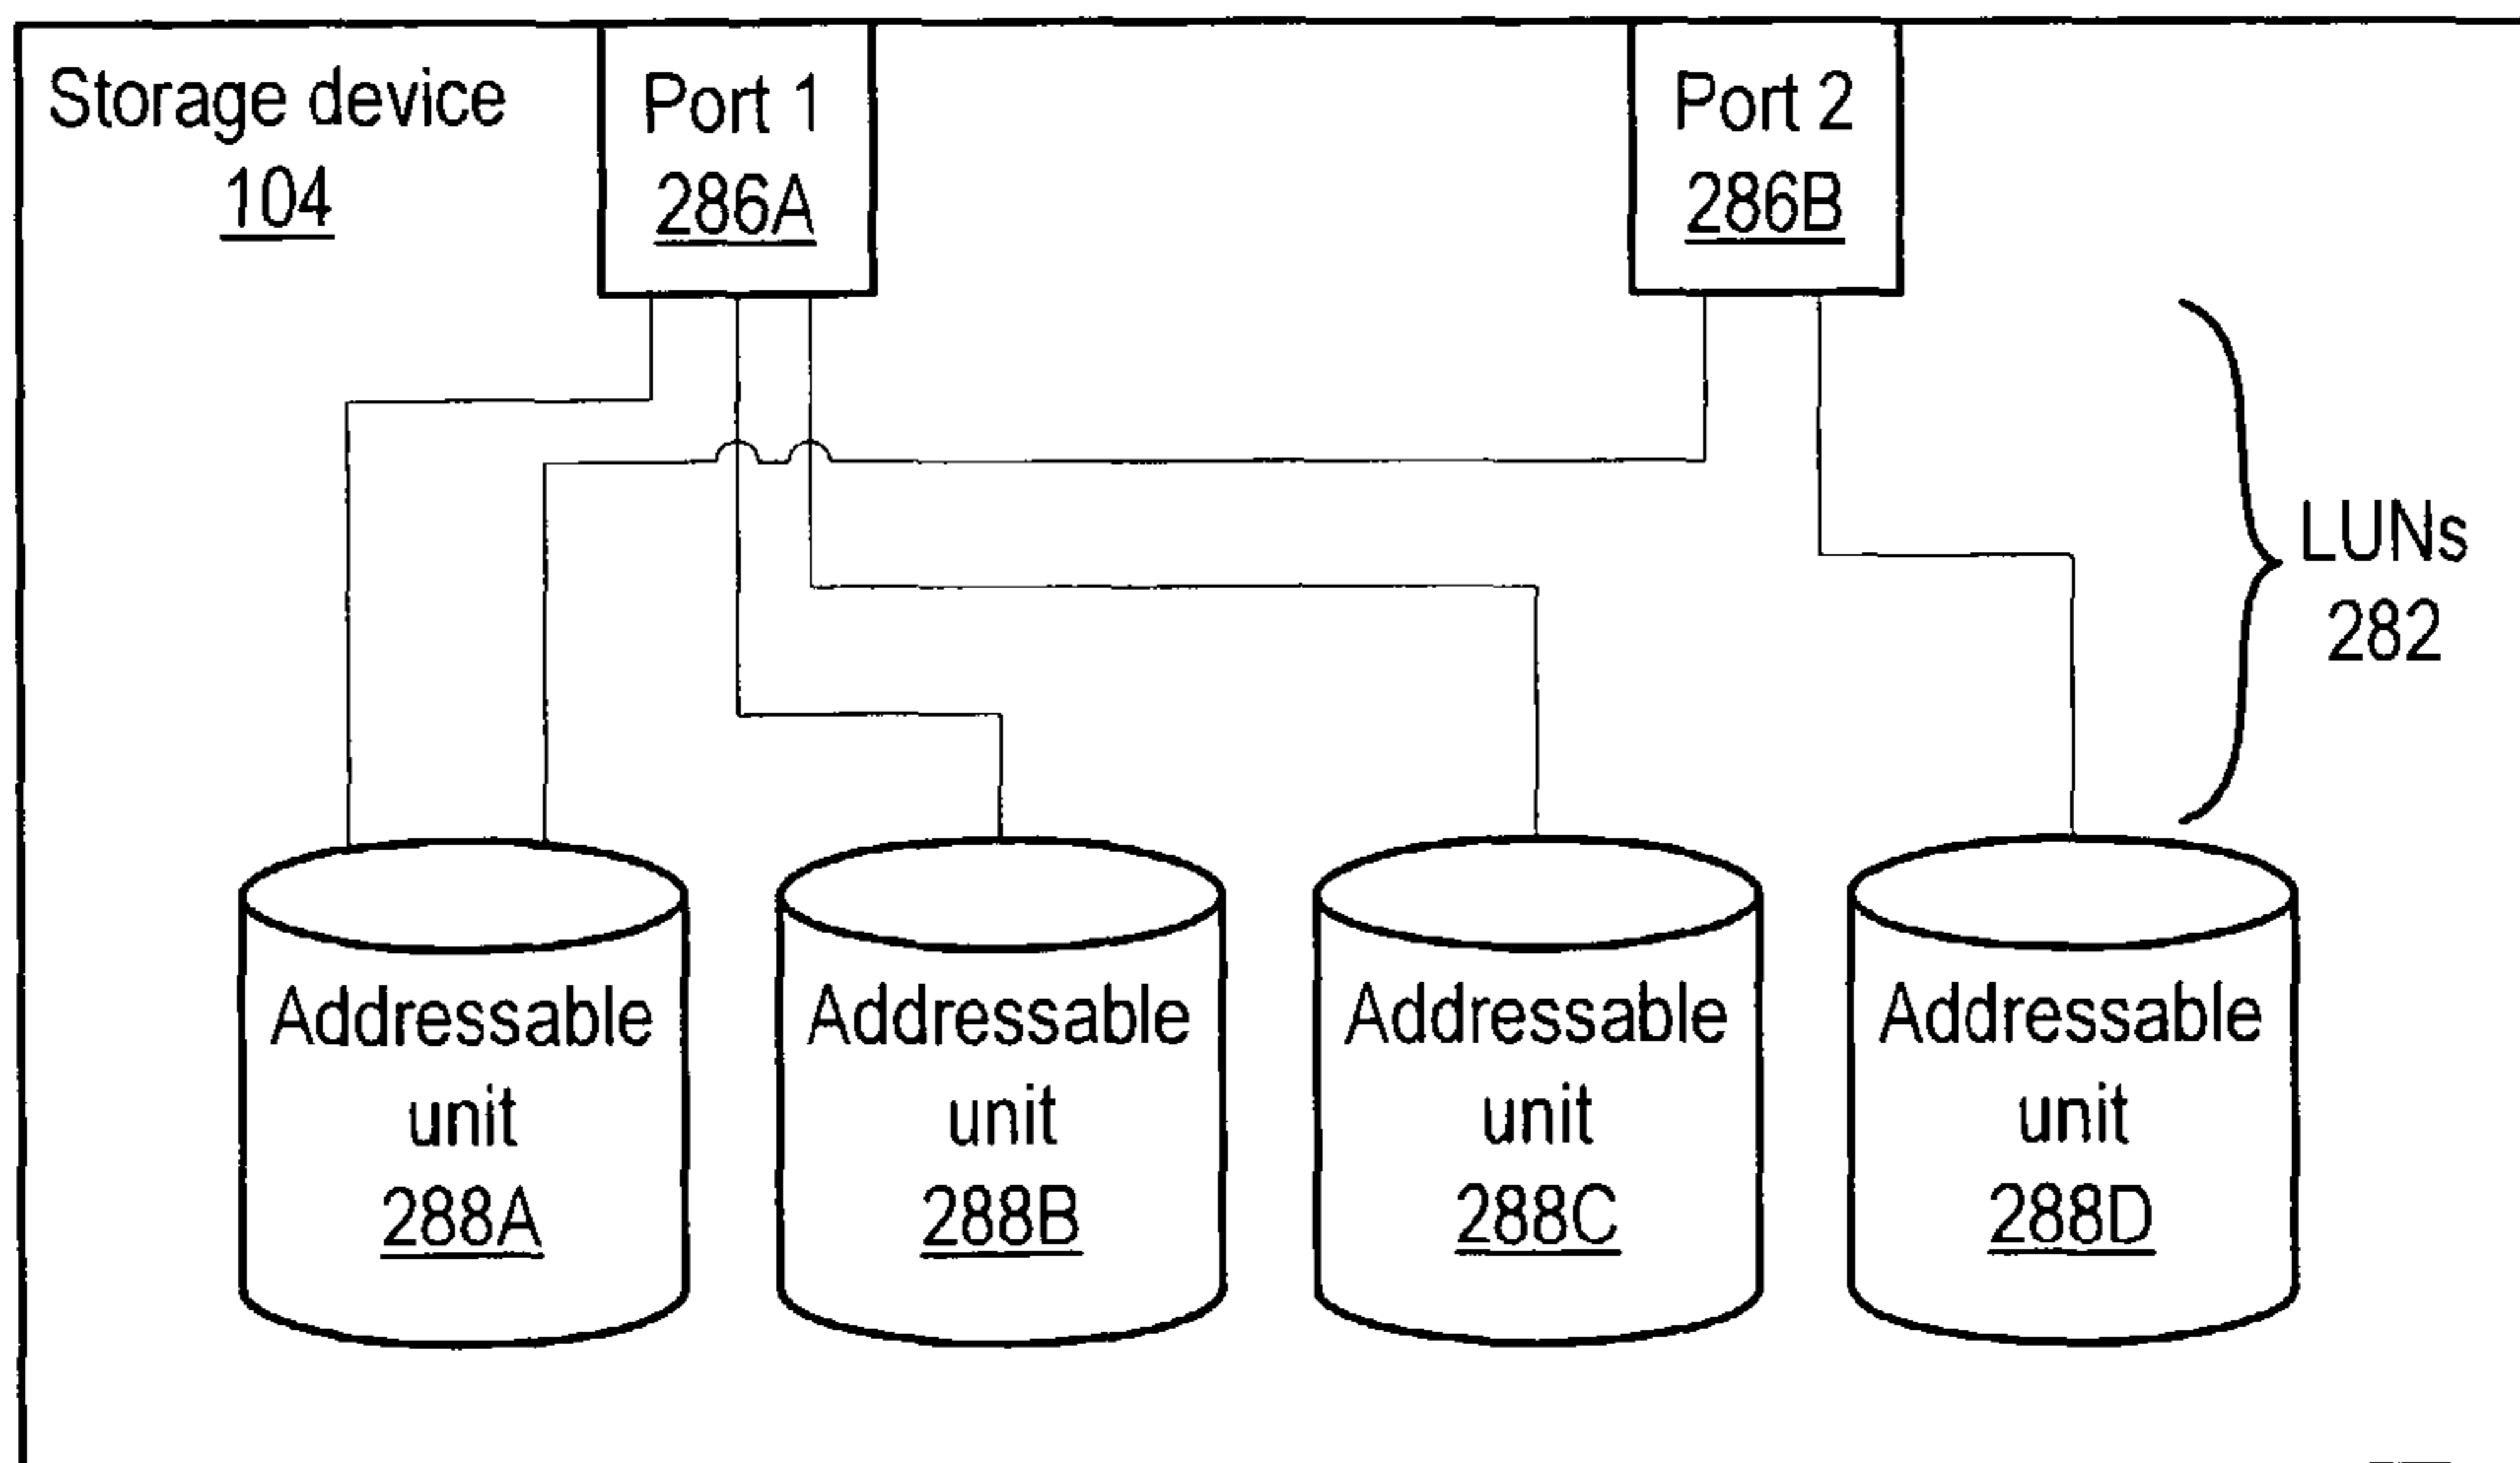 Storage device
104
Port 1
286A
Port 2
286B
LUNs
282
Addressable
unit
288A
Addressable
unit
288B
Addressable
unit
288C
Addressable
unit
288D